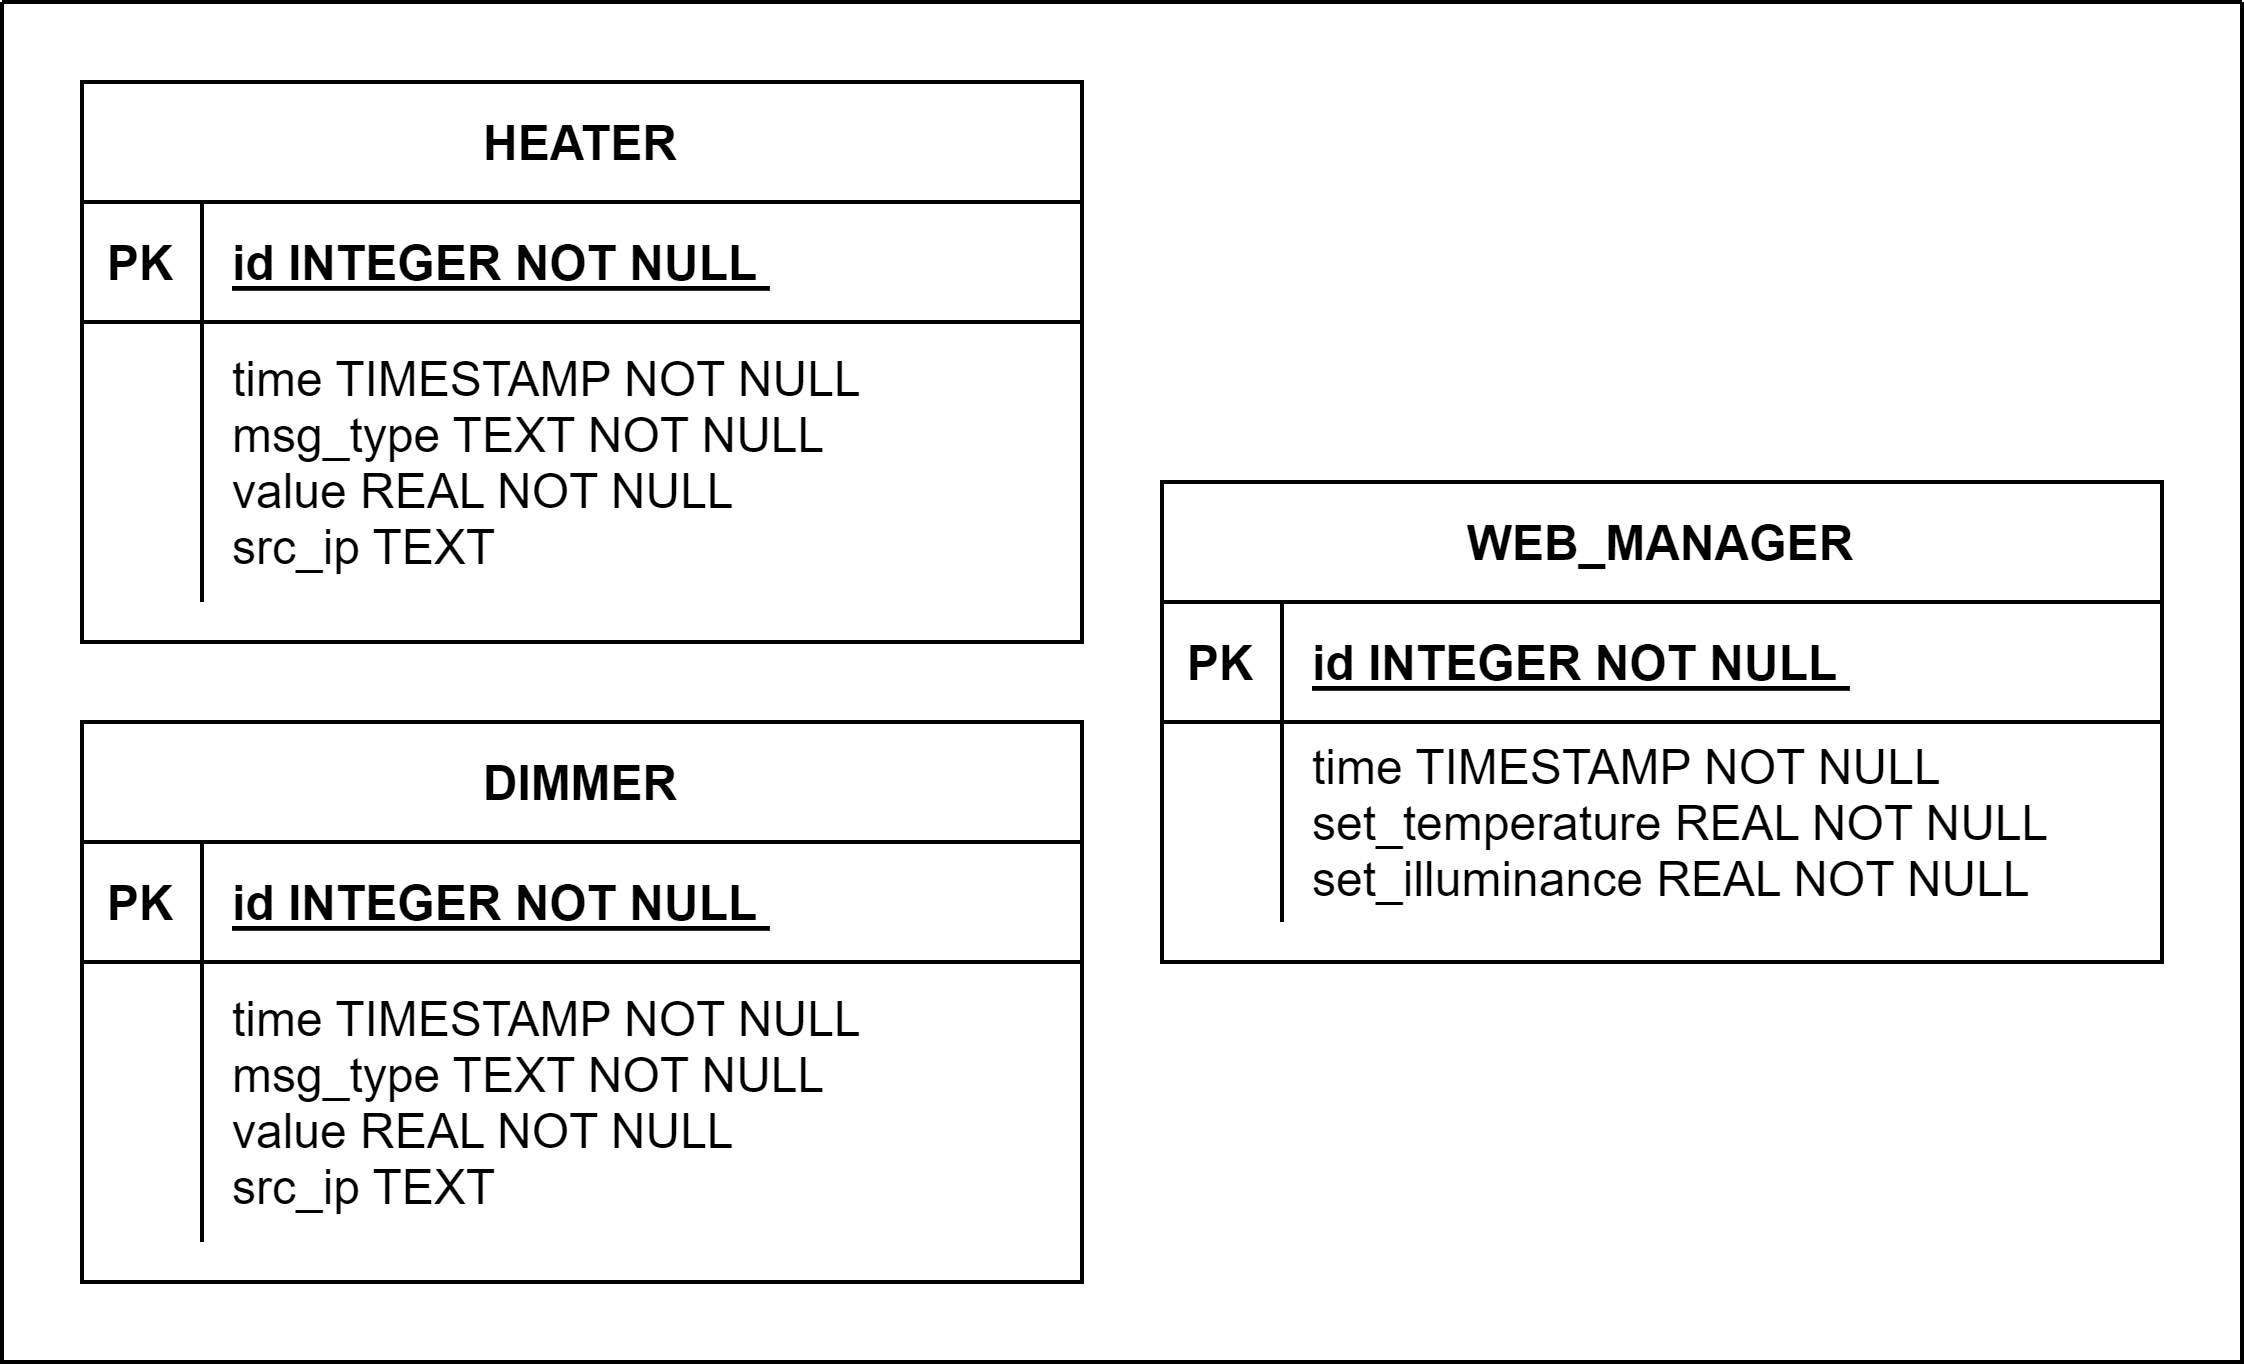 HEATER
PK id INTEGER NOT NULL
time TIMESTAMP NOT NULL
msg_type TEXT NOT NULL
value REAL NOT NULL
src_ip TEXT
DIMMER
PK id INTEGER NOT NULL
time TIMESTAMP NOT NULL
msg_type TEXT NOT NULL
value REAL NOT NULL
src_ip TEXT
WEB_MANAGER
PK id INTEGER NOT NULL
time TIMESTAMP NOT NULL
set_temperature REAL NOT NULL
set_illuminance REAL NOT NULL